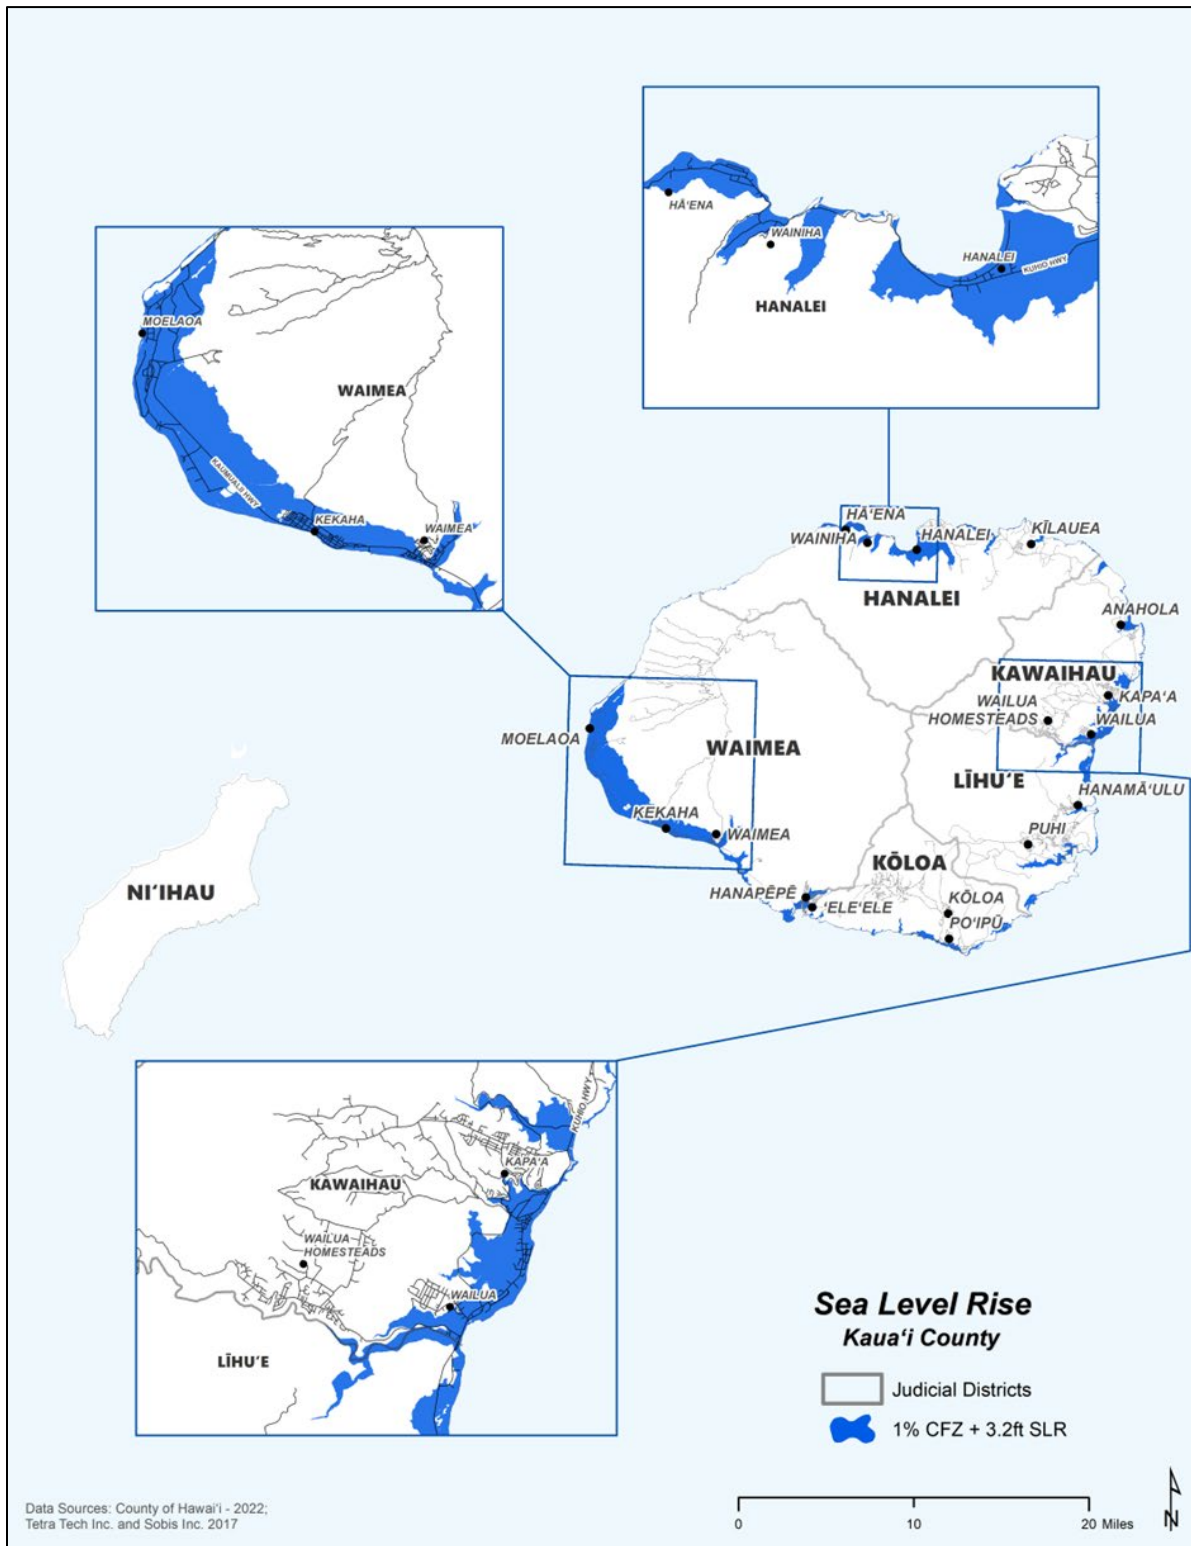 HĀ‘ENA
WAINIHA
HANALEI
KUHIO HWY
HANALEI
MOELAOA
WAIMEA
KAUMUALII HWY
KEKAHA
WAIMEA
HĀ‘ENA
WAINIHA
HANALEI
KĪLAUEA
HANALEI
ANAHOLA
KAWAIHAU
KAPA‘A
WAILUA
HOMESTEADS
WAILUA
MOELAOA
WAIMEA
LĪHU‘E
HANAMĀ‘ULU
KEKAHA
WAIMEA
PUHI
KŌLOA
NI‘IHAU
HANAPĒPĒ
‘ELE‘ELE
KŌLOA
PO‘IPŪ
KUHIO HWY
KAPA‘A
KAWAIHAU
WAILUA
HOMESTEADS
WAILUA
LĪHU‘E
Sea Level Rise
Kaua‘i County
Judicial Districts
1% CFZ + 3.2ft SLR
Data Sources: County of Hawai‘i - 2022;
Tetra Tech Inc. and Sobis Inc. 2017
0 10 20 Miles
N